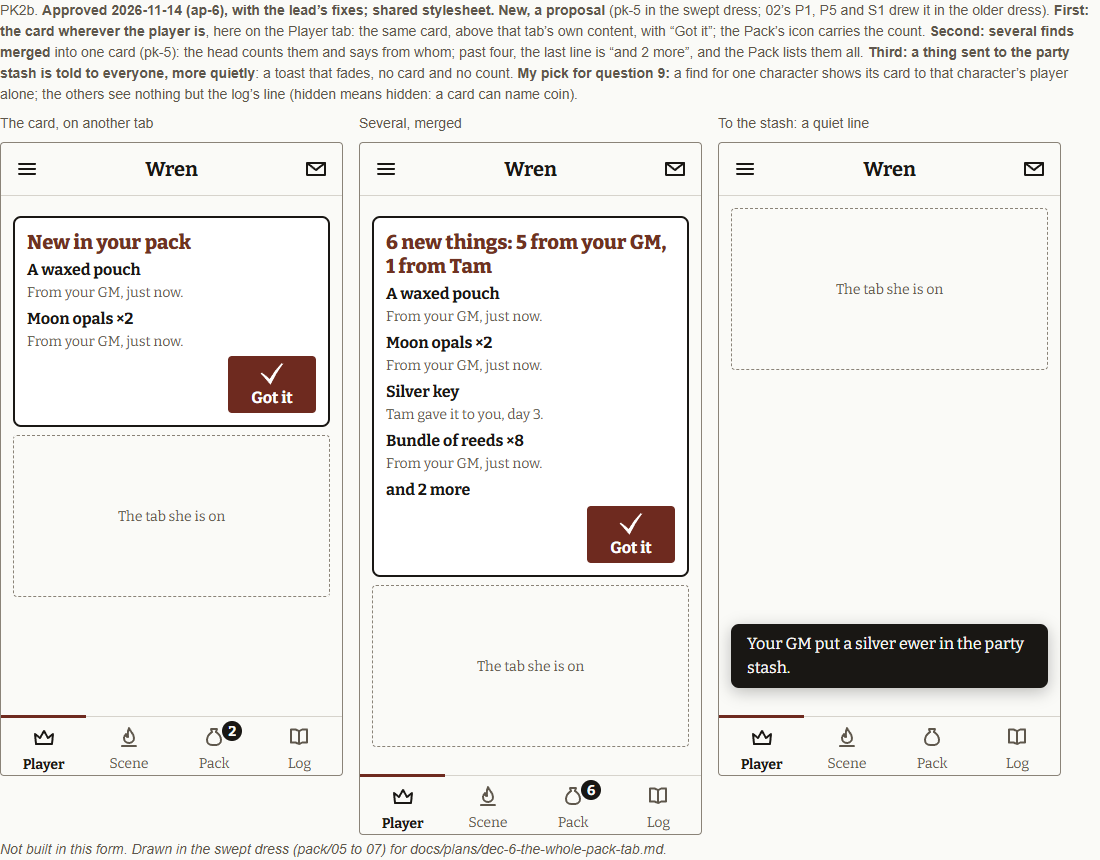 PK2b. Approved 2026-11-14 (ap-6), with the lead’s fixes; shared stylesheet. New, a proposal (pk-5 in the swept dress; 02’s P1, P5 and S1 drew it in the older dress). First:
the card wherever the player is, here on the Player tab: the same card, above that tab’s own content, with “Got it”; the Pack’s icon carries the count. Second: several finds
merged into one card (pk-5): the head counts them and says from whom; past four, the last line is “and 2 more”, and the Pack lists them all. Third: a thing sent to the party
stash is told to everyone, more quietly: a toast that fades, no card and no count. My pick for question 9: a find for one character shows its card to that character’s player
alone; the others see nothing but the log’s line (hidden means hidden: a card can name coin).
The card, on another tab
Wren
New in your pack
A waxed pouch
From your GM, just now.
Moon opals ×2
From your GM, just now.
Got it
The tab she is on
2
Player Scene Pack Log
Several, merged
Wren
6 new things: 5 from your GM,
1 from Tam
A waxed pouch
From your GM, just now.
Moon opals ×2
From your GM, just now.
Silver key
Tam gave it to you, day 3.
Bundle of reeds ×8
From your GM, just now.
and 2 more
Got it
The tab she is on
6
Player Scene Pack Log
To the stash: a quiet line
Wren
The tab she is on
Your GM put a silver ewer in the party
stash.
Player Scene Pack Log
Not built in this form. Drawn in the swept dress (pack/05 to 07) for docs/plans/dec-6-the-whole-pack-tab.md.